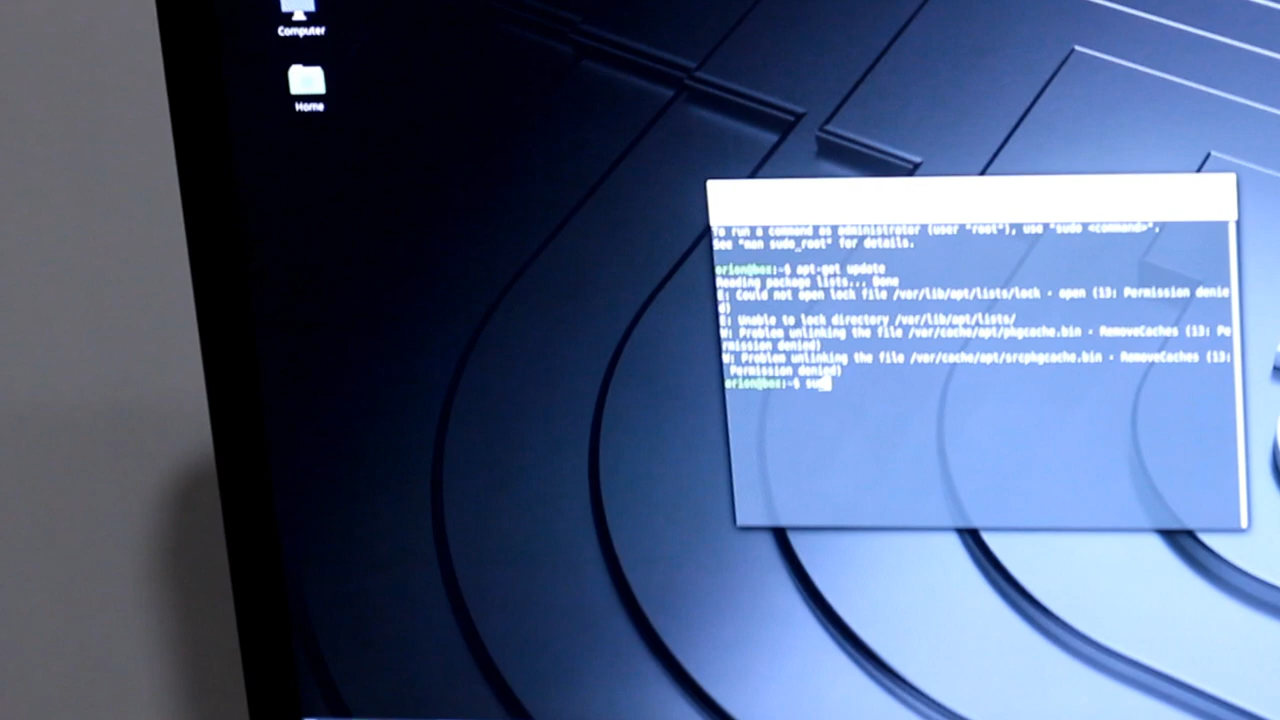 Computer
Home
To run a command as administrator (user "root"), use "sudo <command>".
See "man sudo_root" for details.
orion@box:~$ apt-get update
Reading package lists... Done
E: Could not open lock file /var/lib/apt/lists/lock - open (13: Permission denie
d)
E: Unable to lock directory /var/lib/apt/lists/
W: Problem unlinking the file /var/cache/apt/pkgcache.bin - RemoveCaches (13: Pe
rmission denied)
W: Problem unlinking the file /var/cache/apt/srcpkgcache.bin - RemoveCaches (13:
Permission denied)
orion@box:~$ su